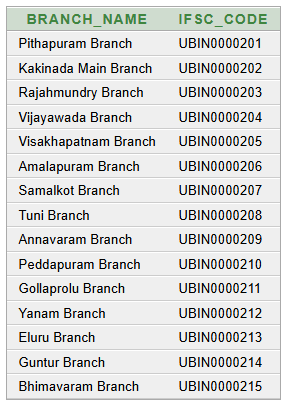 BRANCH_NAME IFSC_CODE
Pithapuram Branch UBIN0000201
Kakinada Main Branch UBIN0000202
Rajahmundry Branch UBIN0000203
Vijayawada Branch UBIN0000204
Visakhapatnam Branch UBIN0000205
Amalapuram Branch UBIN0000206
Samalkot Branch UBIN0000207
Tuni Branch UBIN0000208
Annavaram Branch UBIN0000209
Peddapuram Branch UBIN0000210
Gollaprolu Branch UBIN0000211
Yanam Branch UBIN0000212
Eluru Branch UBIN0000213
Guntur Branch UBIN0000214
Bhimavaram Branch UBIN0000215